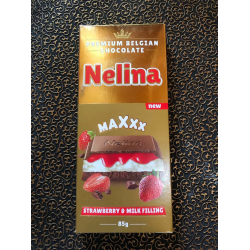 PREMIUM BELGIAN
CHOCOLATE
Nelina
new
MAXXX
STRAWBERRY & MILK FILLING
85g